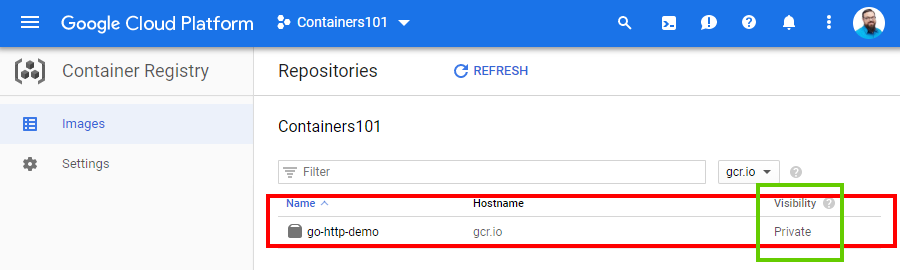 Google Cloud Platform Containers101
Container Registry Repositories REFRESH
Images
Settings
Containers101
Filter gcr.io ?
Name Hostname Visibility ?
go-http-demo gcr.io Private